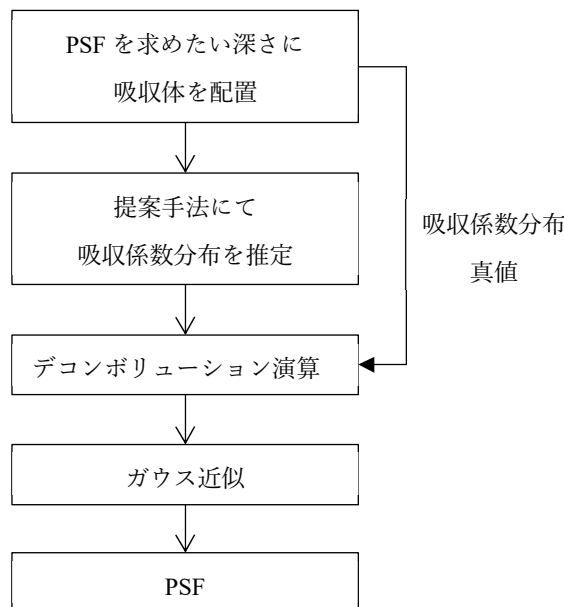 PSF を求めたい深さに
吸収体を配置
提案手法にて
吸収係数分布を推定
吸収係数分布
真値
デコンボリューション演算
ガウス近似
PSF